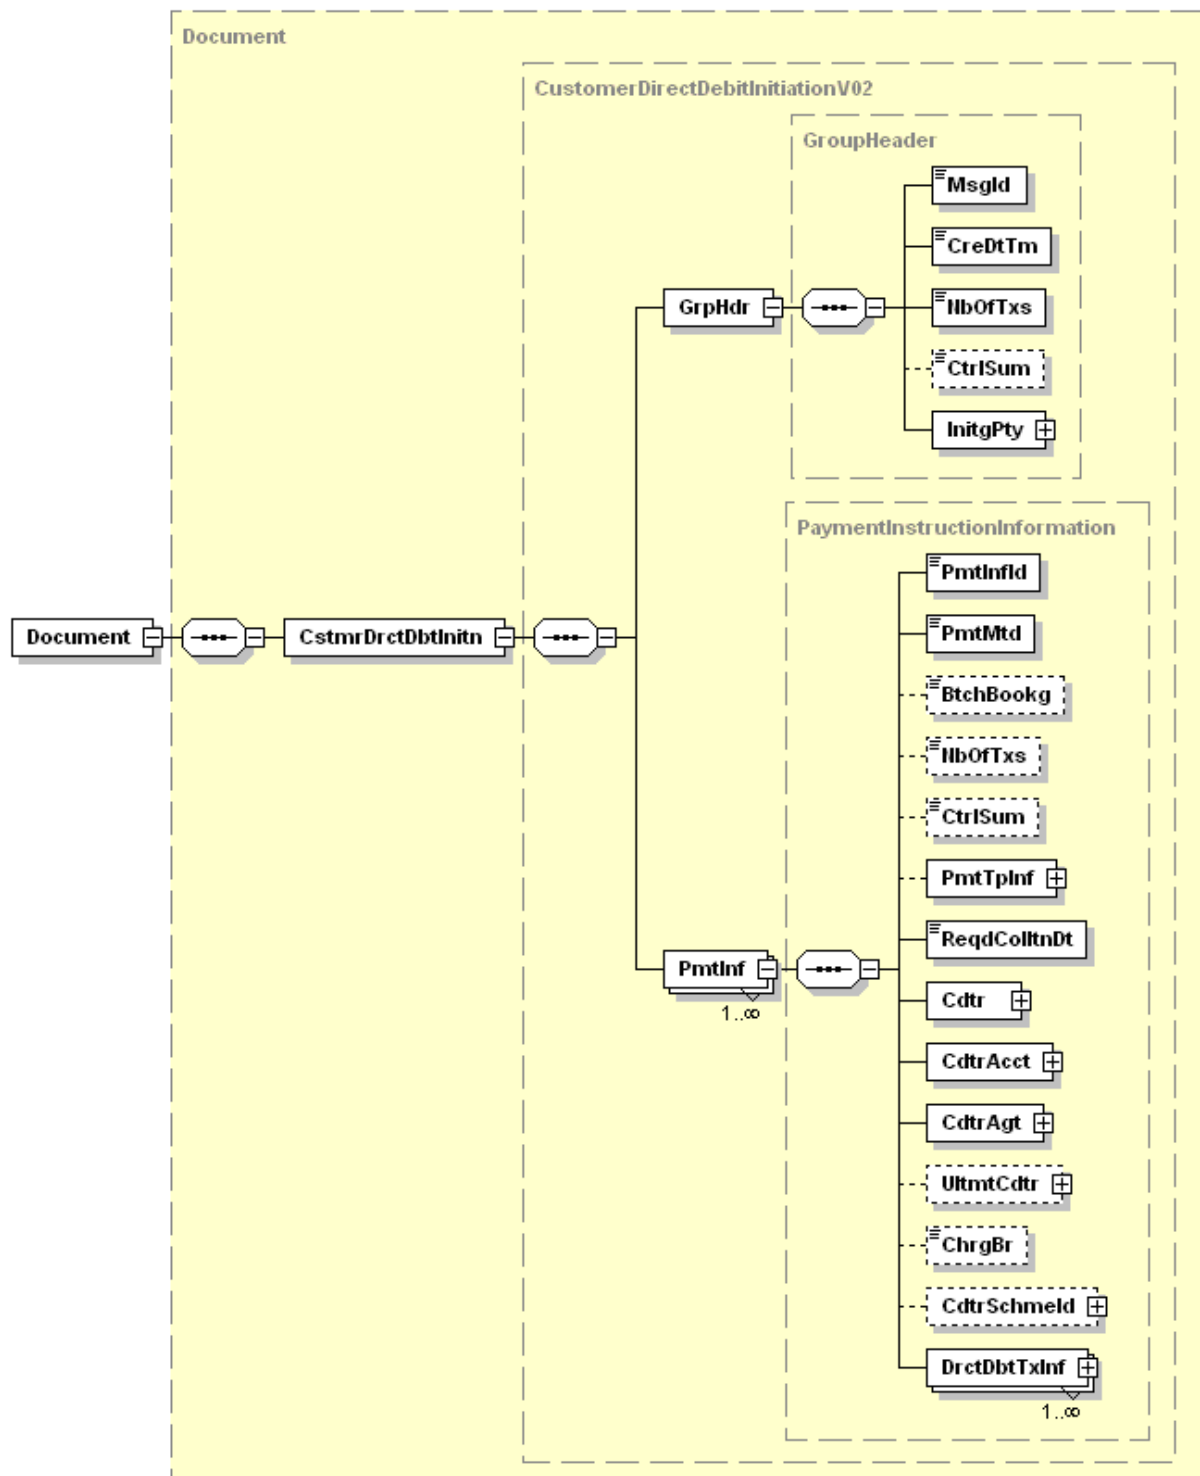 Document
CustomerDirectDebitInitiationV02
GroupHeader
MsgId
CreDtTm
GrpHdr
NbOfTxs
CtrlSum
InitgPty
PaymentInstructionInformation
PmtInfId
Document
CstmrDrctDbtInitn
PmtMtd
BtchBookg
NbOfTxs
CtrlSum
PmtTpInf
ReqdColltnDt
PmtInf
1..∞
Cdtr
CdtrAcct
CdtrAgt
UltmtCdtr
ChrgBr
CdtrSchmeId
DrctDbtTxInf
1..∞